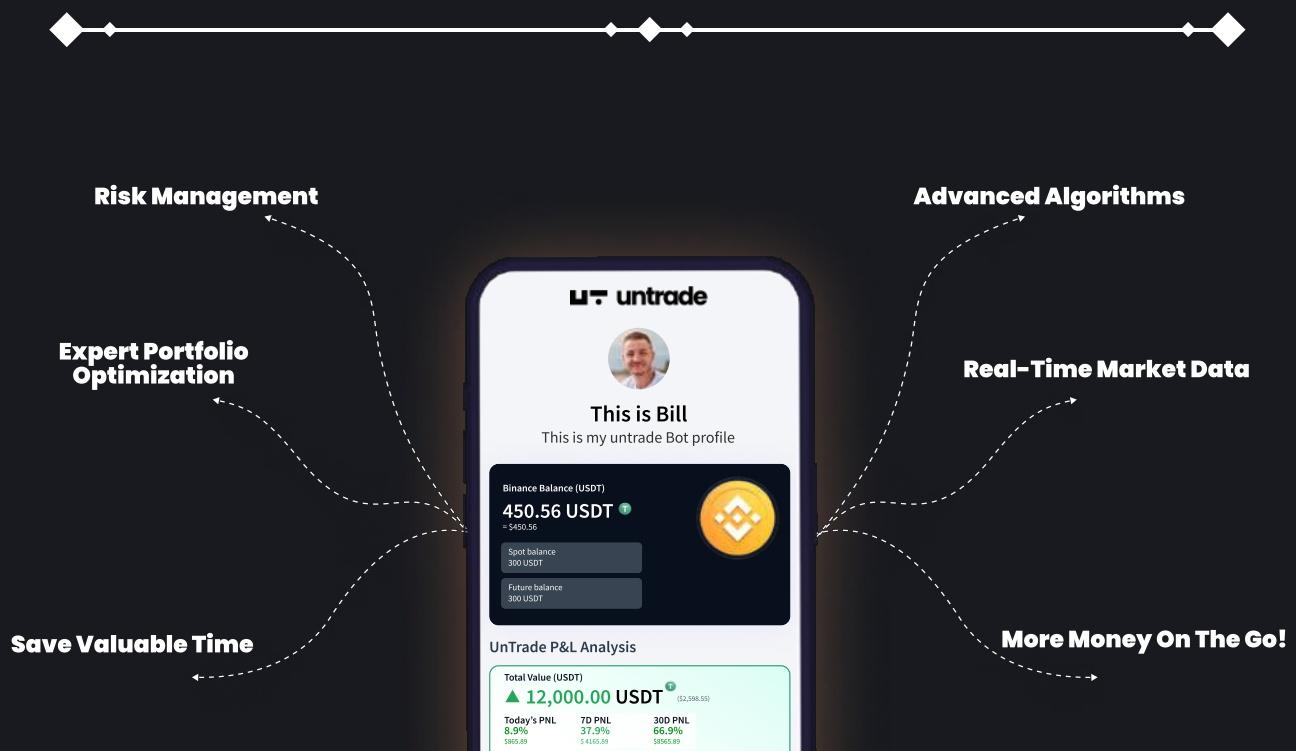 Risk Management
Advanced Algorithms
Expert Portfolio
Optimization
Real-Time Market Data
Save Valuable Time
More Money On The Go!
untrade
This is Bill
This is my untrade Bot profile
Binance Balance (USDT)
450.56 USDT T
≈ $450.56
Spot balance
300 USDT
Future balance
300 USDT
UnTrade P&L Analysis
Total Value (USDT)
12,000.00 USDT T ($2,598.55)
Today's PNL 7D PNL 30D PNL
8.9% 37.9% 66.9%
$865.89 $ 4165.89 $8565.89